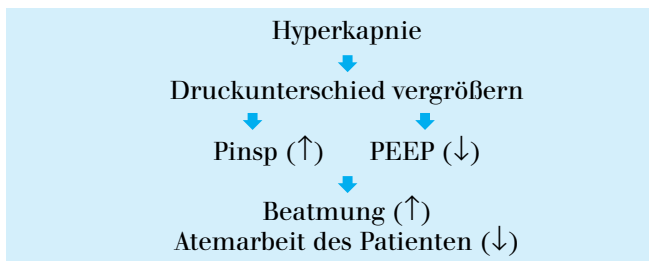 Hyperkapnie
Druckunterschied vergrößern
Pinsp (↑) PEEP (↓)
Beatmung (↑)
Atemarbeit des Patienten (↓)